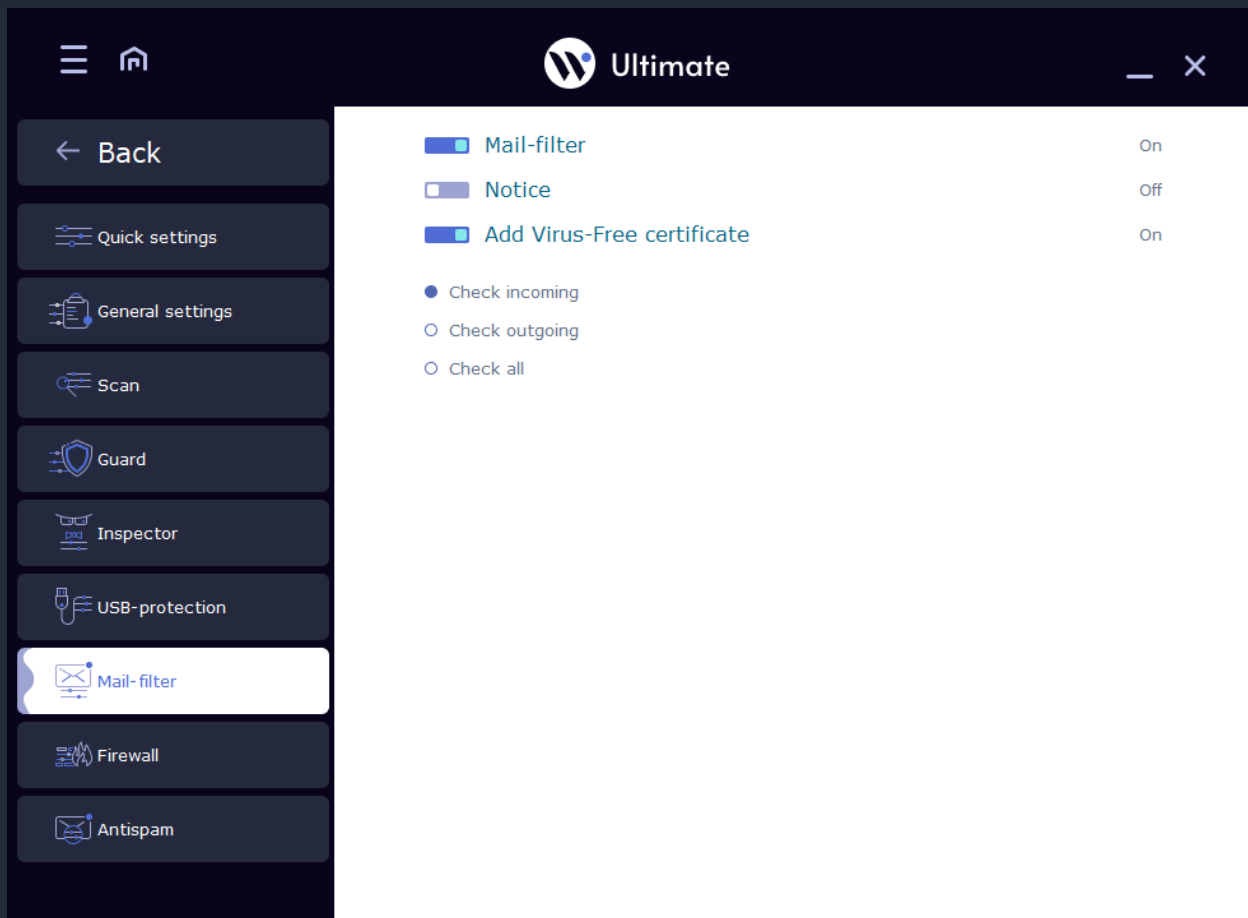 Ultimate
Back
Quick settings
General settings
Scan
Guard
Inspector
USB-protection
Mail-filter
Firewall
Antispam
Mail-filter On
Notice Off
Add Virus-Free certificate On
Check incoming
Check outgoing
Check all